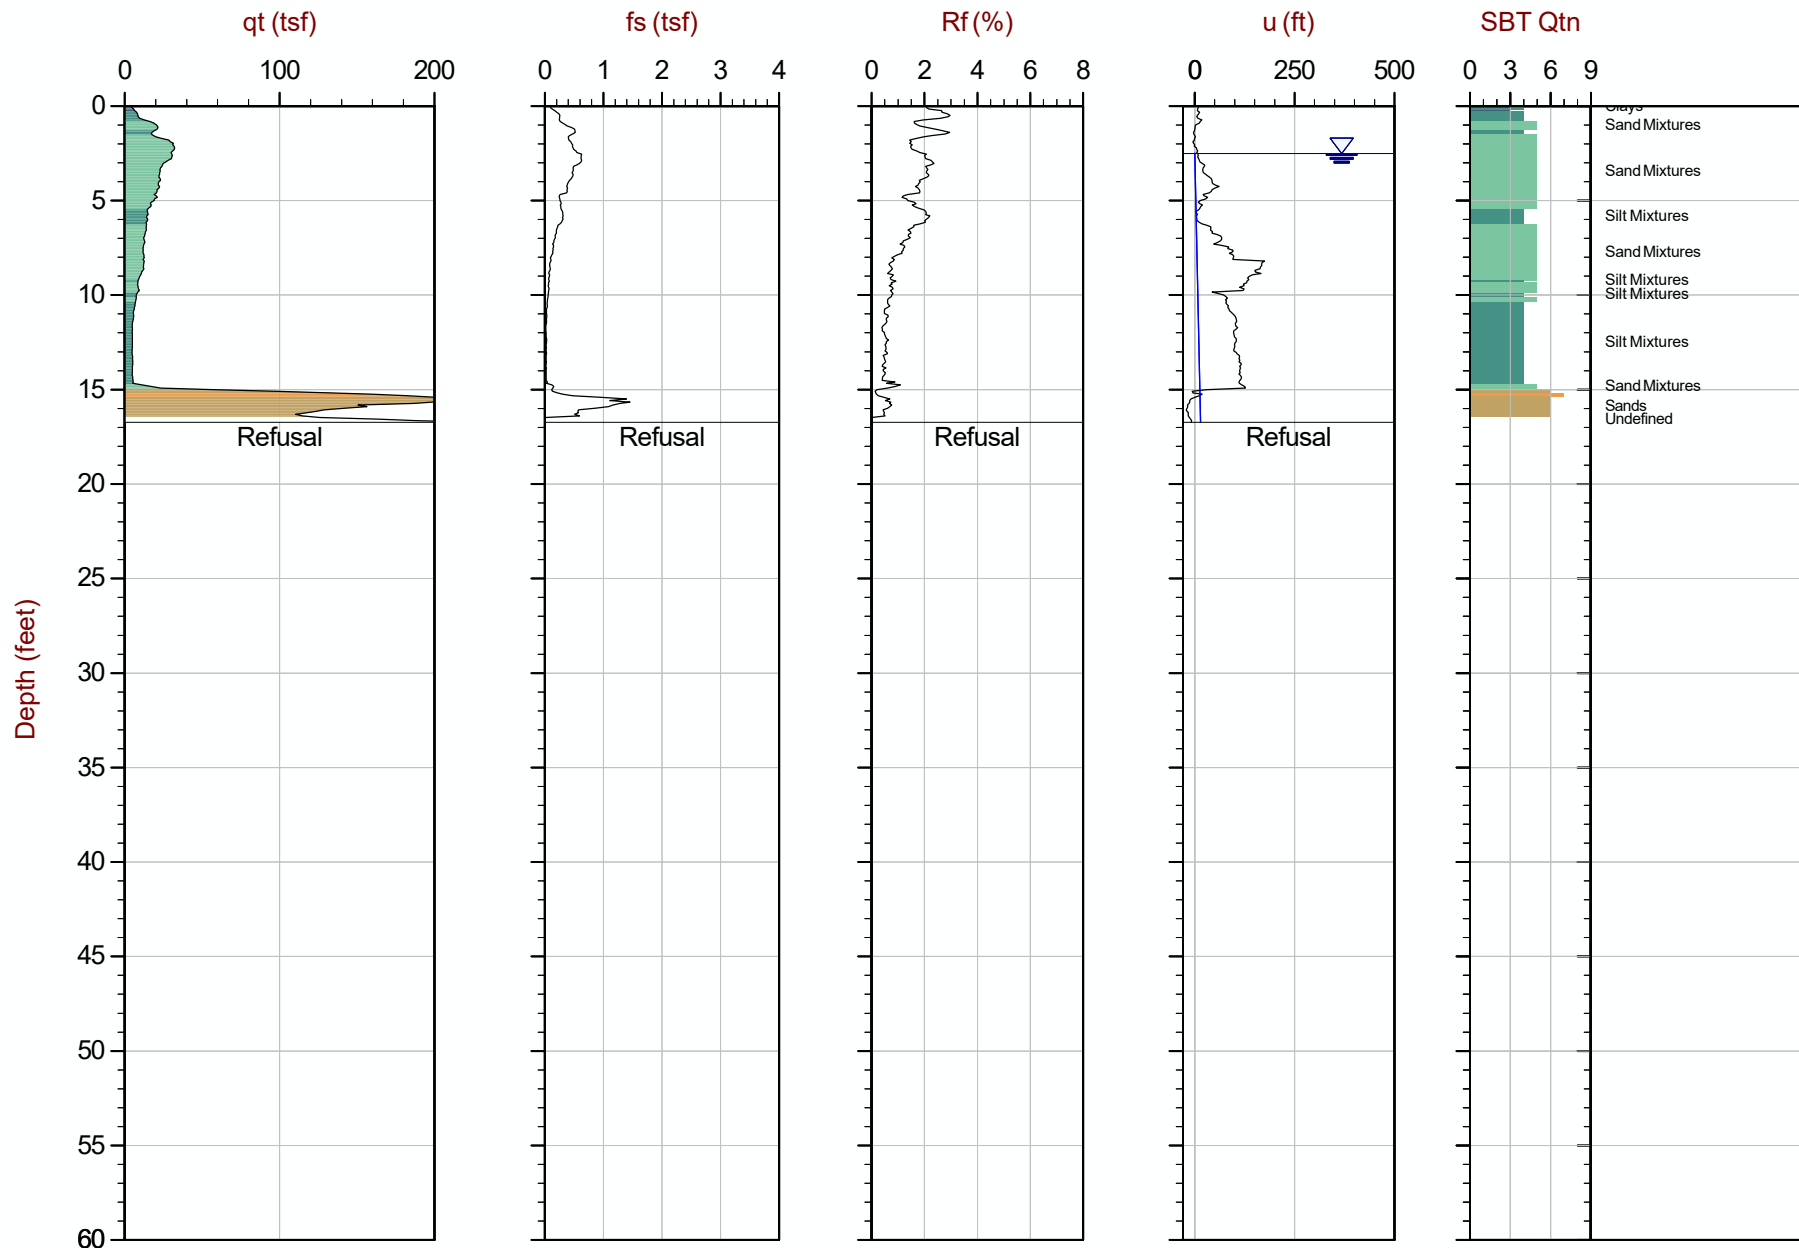 qt (tsf) fs (tsf) Rf (%) u (ft) SBT Qtn
0 100 200 0 1 2 3 4 0 2 4 6 8 0 250 500 0 3 6 9
0
Clays
Sand Mixtures
Sand Mixtures
5
Silt Mixtures
Sand Mixtures
Silt Mixtures
10
Silt Mixtures
Silt Mixtures
15
Sand Mixtures
Sands
Undefined
Refusal Refusal Refusal Refusal
20
25
30
Depth (feet)
35
40
45
50
55
60